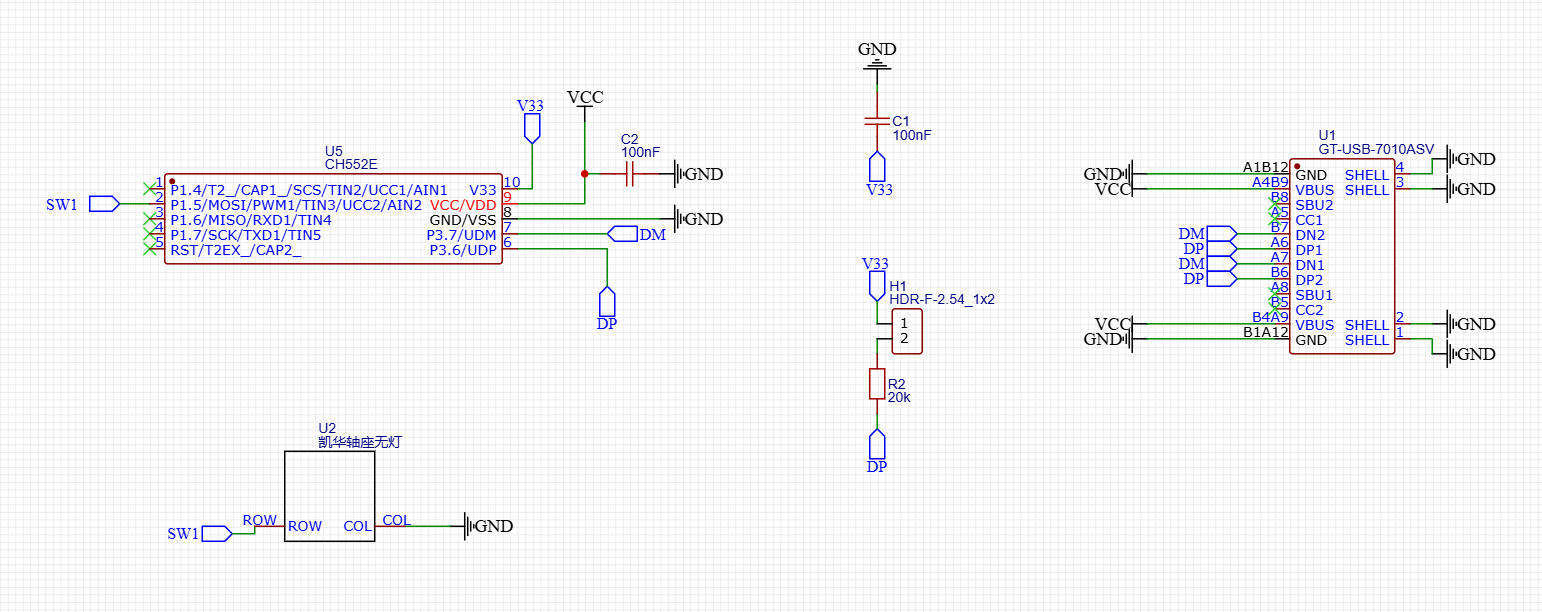 U5
CH552E
1
P1.4/T2_/CAP1_/SCS/TIN2/UCC1/AIN1
SW1
2
P1.5/MOSI/PWM1/TIN3/UCC2/AIN2
3
P1.6/MISO/RXD1/TIN4
4
P1.7/SCK/TXD1/TIN5
5
RST/T2EX_/CAP2_
V33
10
VCC/VDD
9
GND/VSS
8
P3.7/UDM
7
P3.6/UDP
6
V33
VCC
C2
100nF
GND
GND
DM
DP
GND
C1
100nF
V33
V33
H1
HDR-F-2.54_1x2
1
2
R2
20k
DP
U1
GT-USB-7010ASV
GND
A1B12
GND
SHELL
4
GND
VCC
A4B9
VBUS
SHELL
3
GND
B8
SBU2
A5
CC1
DM
B7
DN2
DP
A6
DP1
DM
A7
DN1
DP
B6
DP2
A8
SBU1
B5
CC2
VCC
B4A9
VBUS
SHELL
2
GND
GND
B1A12
GND
SHELL
1
GND
U2
凯华轴座无灯
SW1
ROW
ROW
COL
COL
GND